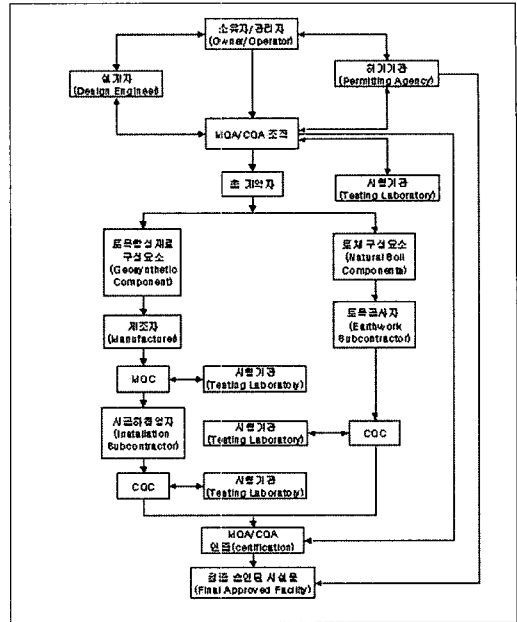 소유자/관리자
(Owner/Operator)
설계자
(Design Engineer)
허가기관
(Permitting Agency)
MQA/CQA 조직
총 계약자
시험기관
(Testing Laboratory)
토목합성재료
구성요소
(Geosynthetic
Component)
토체 구성요소
(Natural Soil
Components)
제조자
(Manufacturer)
토목공사자
(Earthwork
Subcontractor)
MQC
시험기관
(Testing Laboratory)
시공하청업자
(Installation
Subcontractor)
시험기관
(Testing Laboratory)
CQC
CQC
시험기관
(Testing Laboratory)
MQA/CQA
인증(certification)
최종 승인된 시설물
(Final Approved Facility)